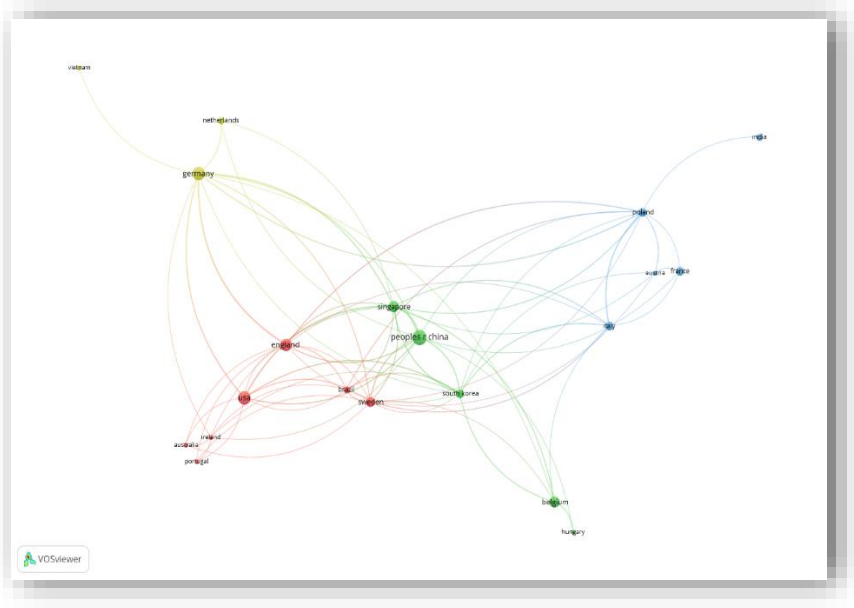 vietnam
netherlands
india
germany
poland
austria
france
singapore
italy
peoples r china
england
brazil
south korea
usa
sweden
ireland
australia
portugal
belgium
hungary
VOSviewer